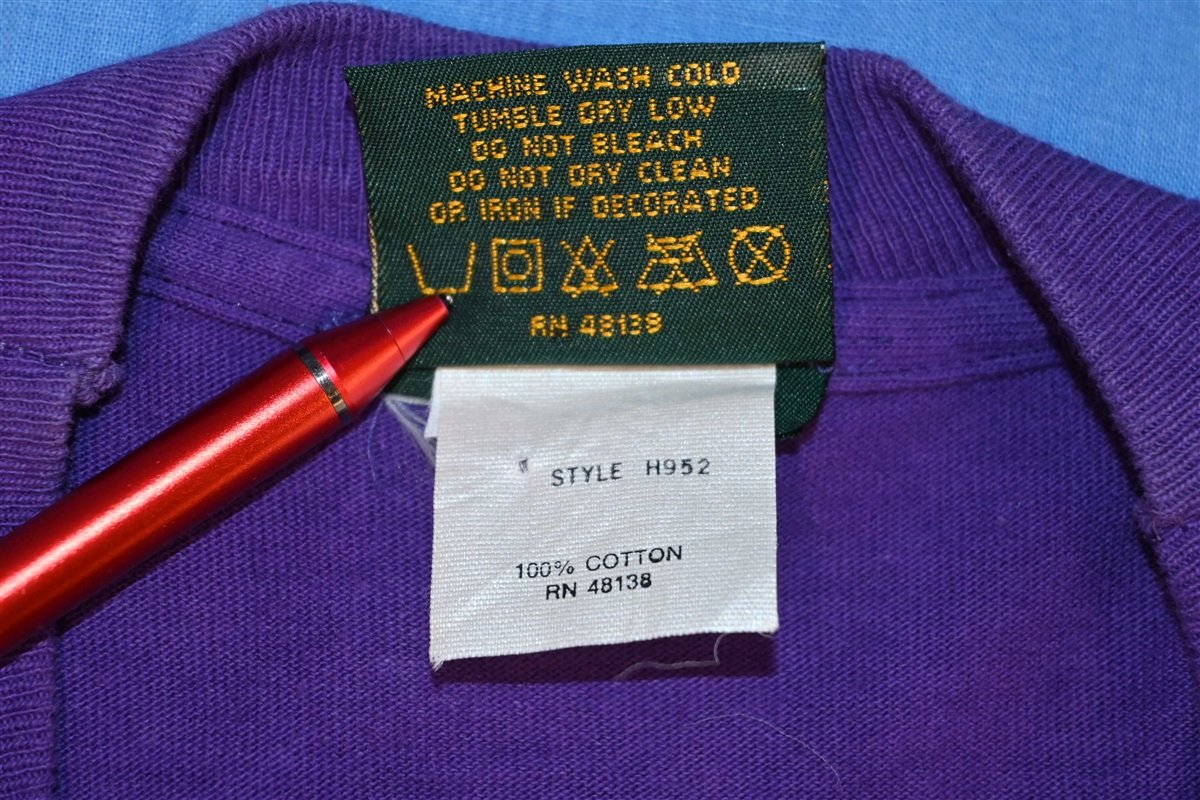 MACHINE WASH COLD
TUMBLE DRY LOW
DO NOT BLEACH
DO NOT DRY CLEAN
OR IRON IF DECORATED
RN 48138
STYLE H952
100% COTTON
RN 48138